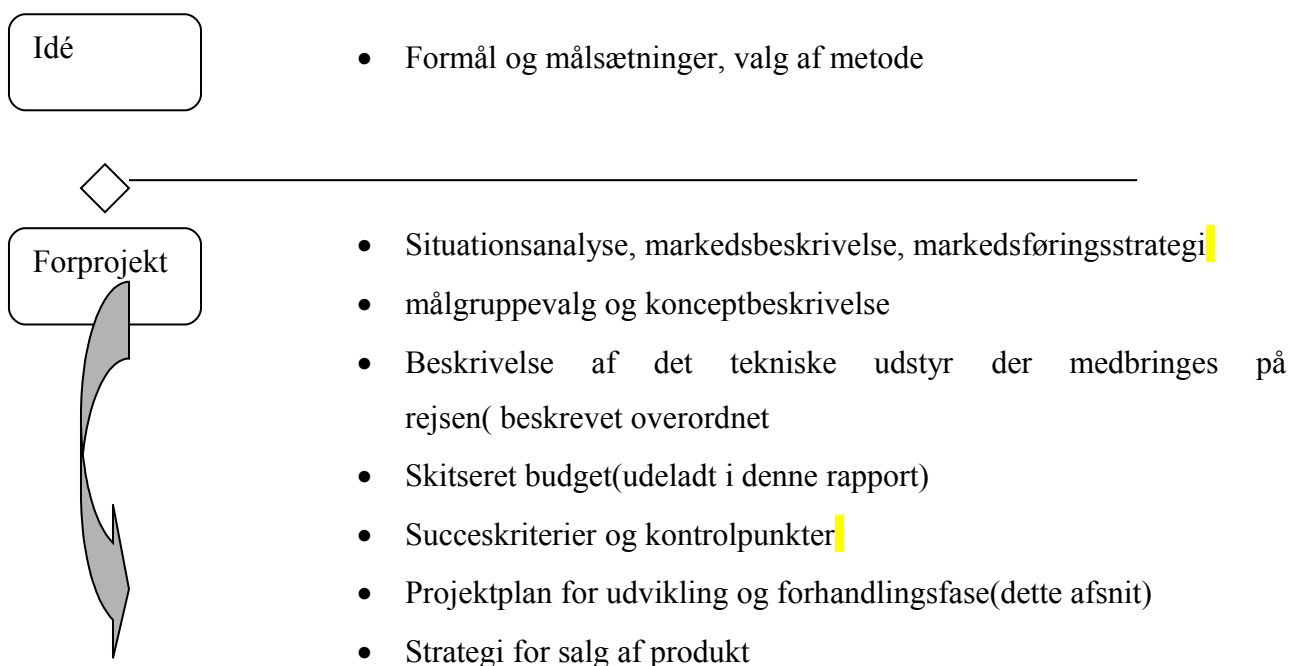 Idé
• Formål og målsætninger, valg af metode
Forprojekt
• Situationsanalyse, markedsbeskrivelse, markedsføringsstrategi
• målgruppevalg og konceptbeskrivelse
• Beskrivelse af det tekniske udstyr der medbringes på
rejsen( beskrevet overordnet
• Skitseret budget(udeladt i denne rapport)
• Succeskriterier og kontrolpunkter
• Projektplan for udvikling og forhandlingsfase(dette afsnit)
• Strategi for salg af produkt